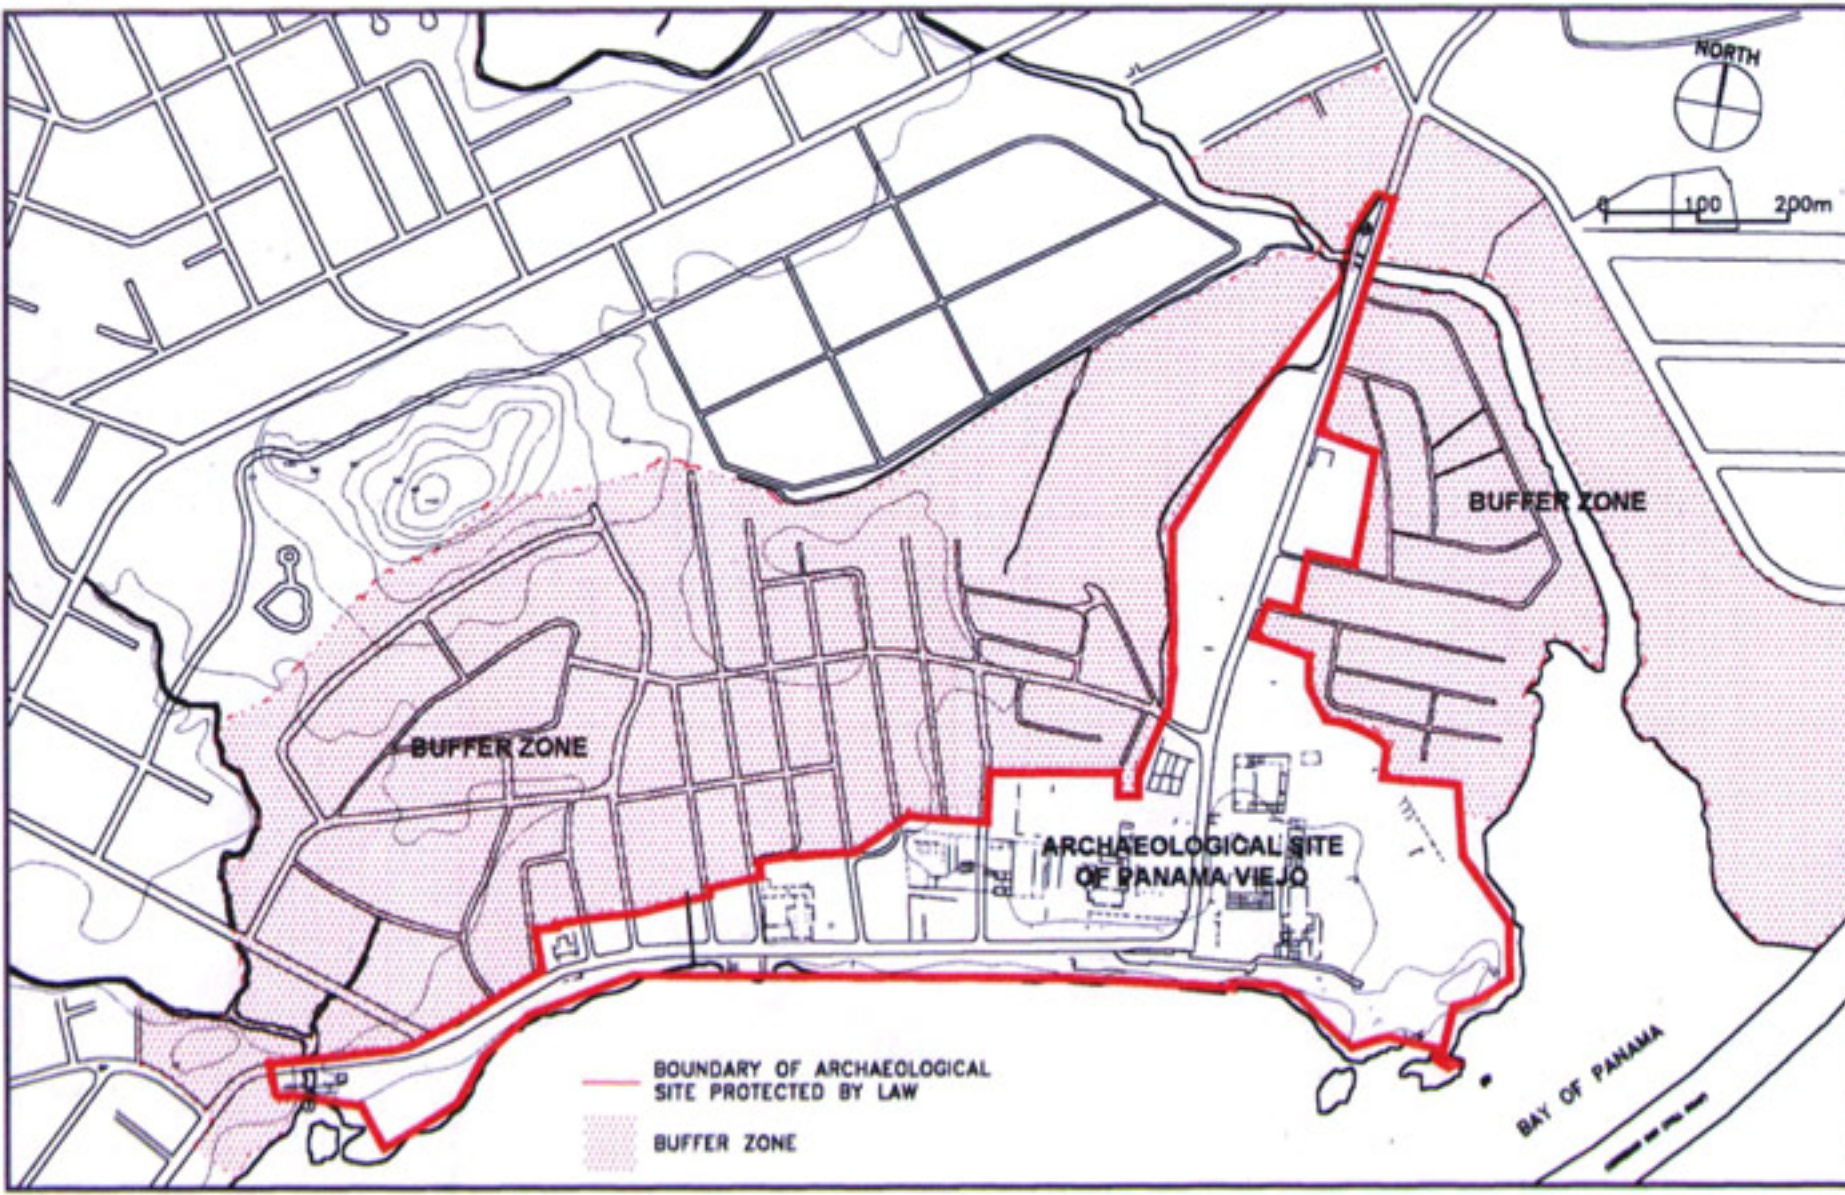 NORTH
0 100 200m
BUFFER ZONE
BUFFER ZONE
ARCHAEOLOGICAL SITE
OF PANAMA VIEJO
BOUNDARY OF ARCHAEOLOGICAL
SITE PROTECTED BY LAW
BUFFER ZONE
BAY OF PANAMA